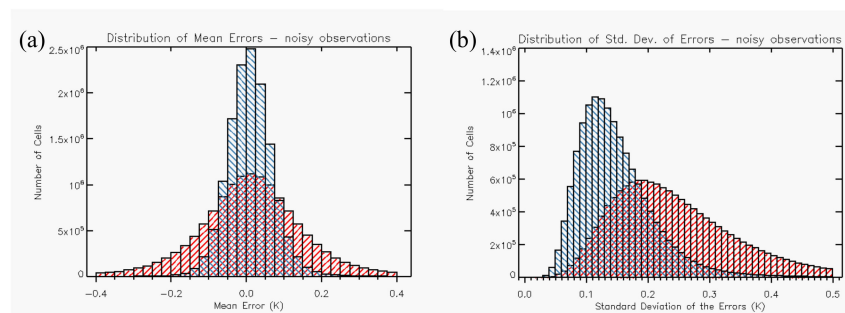 (a)
Distribution of Mean Errors – noisy observations
2.5x10⁶
2x10⁶
1.5x10⁶
10⁶
5x10⁵
0
Number of Cells
−0.4 −0.2 0.0 0.2 0.4
Mean Error (K)
(b)
Distribution of Std. Dev. of Errors – noisy observations
1.4x10⁶
1.2x10⁶
10⁶
8x10⁵
6x10⁵
4x10⁵
2x10⁵
0
Number of Cells
0.0 0.1 0.2 0.3 0.4 0.5
Standard Deviation of the Errors (K)